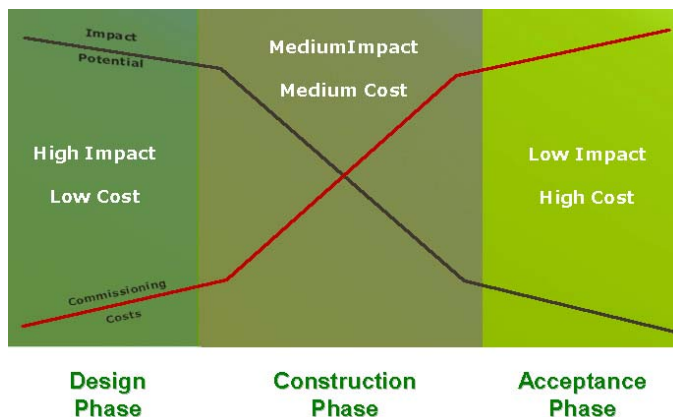 Impact
Potential
MediumImpact
Medium Cost
High Impact
Low Cost
Low Impact
High Cost
Commissioning
Costs
Design
Phase
Construction
Phase
Acceptance
Phase